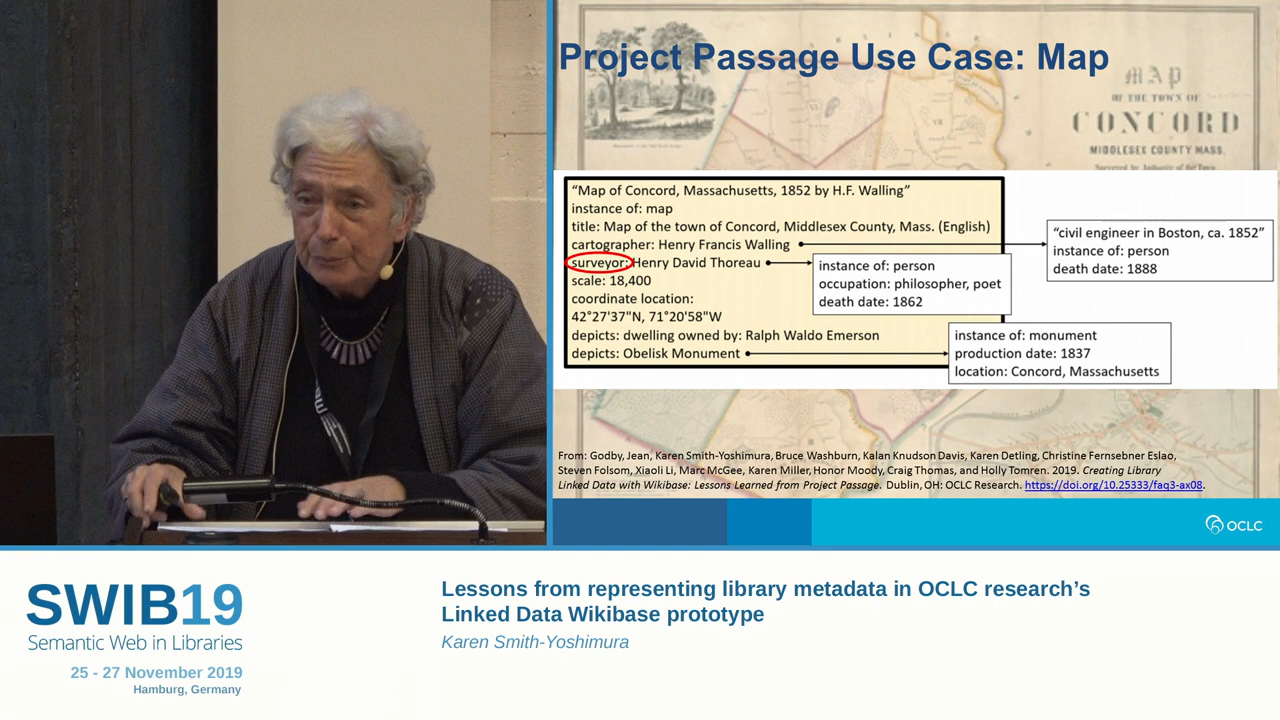 Project Passage Use Case: Map
MAP
OF THE TOWN OF
CONCORD
MIDDLESEX COUNTY MASS.
Surveyed by Authority of the Town
"Map of Concord, Massachusetts, 1852 by H.F. Walling"
instance of: map
title: Map of the town of Concord, Middlesex County, Mass. (English)
cartographer: Henry Francis Walling
surveyor: Henry David Thoreau
scale: 18,400
coordinate location:
42°27'37"N, 71°20'58"W
depicts: dwelling owned by: Ralph Waldo Emerson
depicts: Obelisk Monument
"civil engineer in Boston, ca. 1852"
instance of: person
death date: 1888
instance of: person
occupation: philosopher, poet
death date: 1862
instance of: monument
production date: 1837
location: Concord, Massachusetts
From: Godby, Jean, Karen Smith-Yoshimura, Bruce Washburn, Kalan Knudson Davis, Karen Detling, Christine Fernsebner Eslao,
Steven Folsom, Xiaoli Li, Marc McGee, Karen Miller, Honor Moody, Craig Thomas, and Holly Tomren. 2019. Creating Library
Linked Data with Wikibase: Lessons Learned from Project Passage. Dublin, OH: OCLC Research. https://doi.org/10.25333/faq3-ax08.
OCLC
SWIB19
Semantic Web in Libraries
25 - 27 November 2019
Hamburg, Germany
Lessons from representing library metadata in OCLC research's
Linked Data Wikibase prototype
Karen Smith-Yoshimura